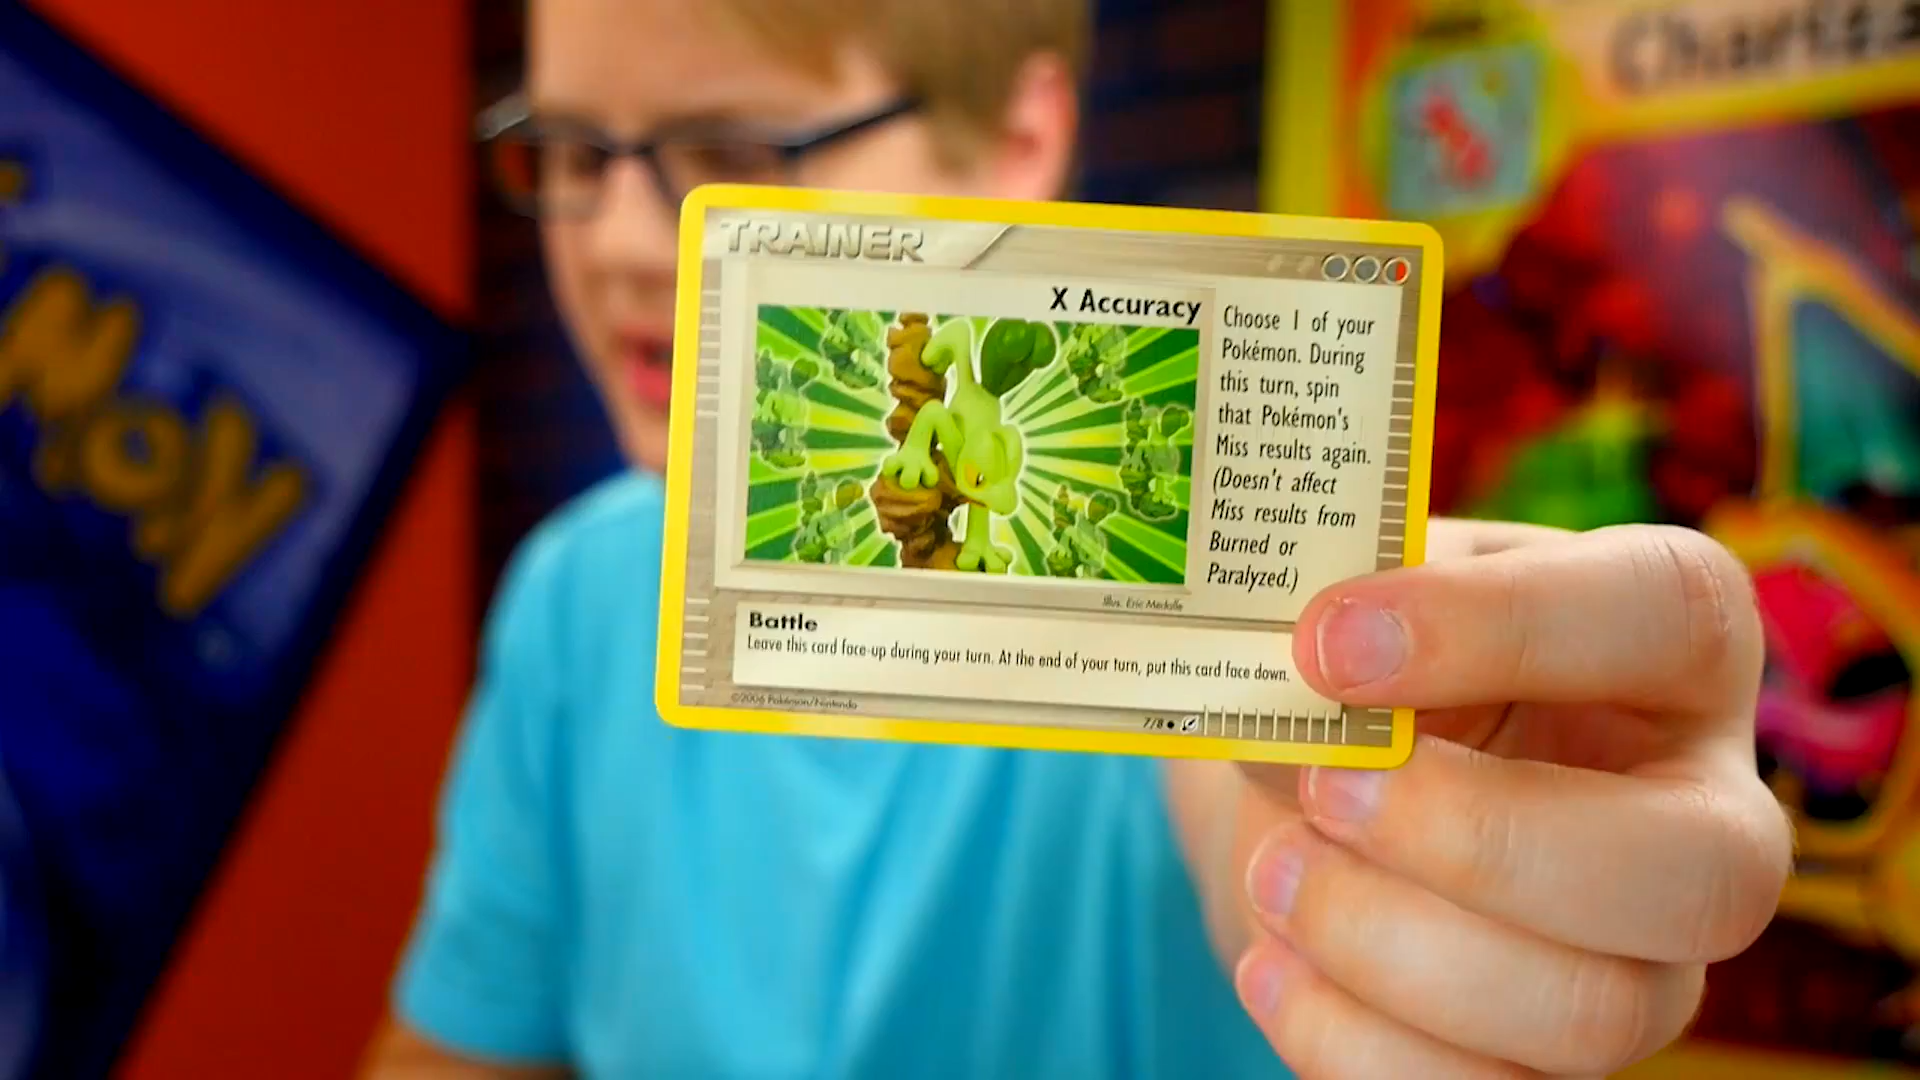 Chariza
MON
TRAINER
X Accuracy
Choose 1 of your
Pokémon. During
this turn, spin
that Pokémon's
Miss results again.
(Doesn't affect
Miss results from
Burned or
Paralyzed.)
Illus. Eric Medalle
Battle
Leave this card face-up during your turn. At the end of your turn, put this card face down.
©2006 Pokémon/Nintendo
7/8